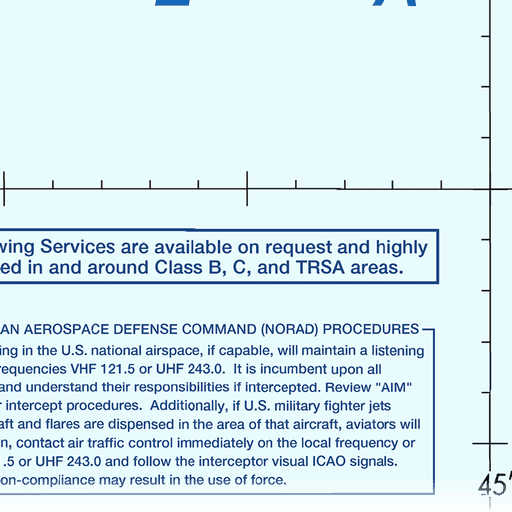 wing Services are available on request and highly
ed in and around Class B, C, and TRSA areas.
AN AEROSPACE DEFENSE COMMAND (NORAD) PROCEDURES
ing in the U.S. national airspace, if capable, will maintain a listening
requencies VHF 121.5 or UHF 243.0. It is incumbent upon all
and understand their responsibilities if intercepted. Review "AIM"
r intercept procedures. Additionally, if U.S. military fighter jets
aft and flares are dispensed in the area of that aircraft, aviators will
n, contact air traffic control immediately on the local frequency or
.5 or UHF 243.0 and follow the interceptor visual ICAO signals.
on-compliance may result in the use of force.
45'